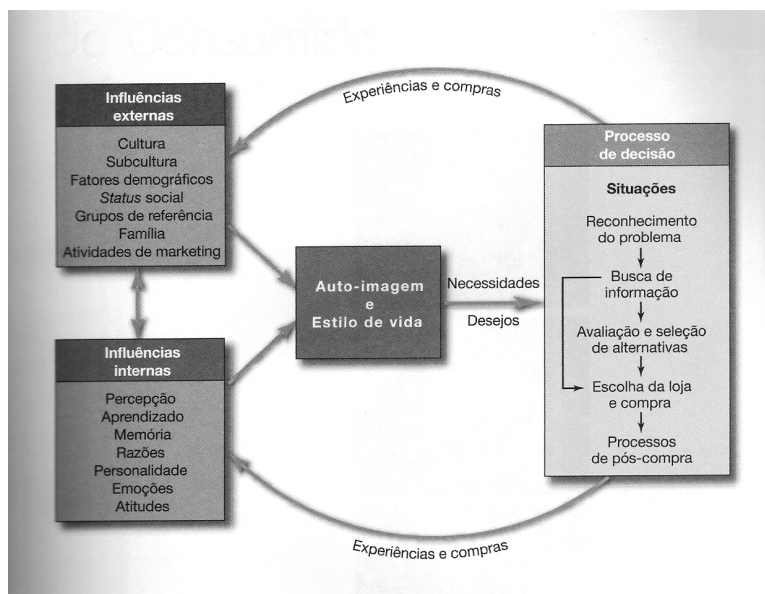 Influências
externas
Cultura
Subcultura
Fatores demográficos
Status social
Grupos de referência
Família
Atividades de marketing
Influências
internas
Percepção
Aprendizado
Memória
Razões
Personalidade
Emoções
Atitudes
Auto-imagem
e
Estilo de vida
Necessidades
Desejos
Experiências e compras
Processo
de decisão
Situações
Reconhecimento
do problema
Busca de
informação
Avaliação e seleção
de alternativas
Escolha da loja
e compra
Processos
de pós-compra
Experiências e compras